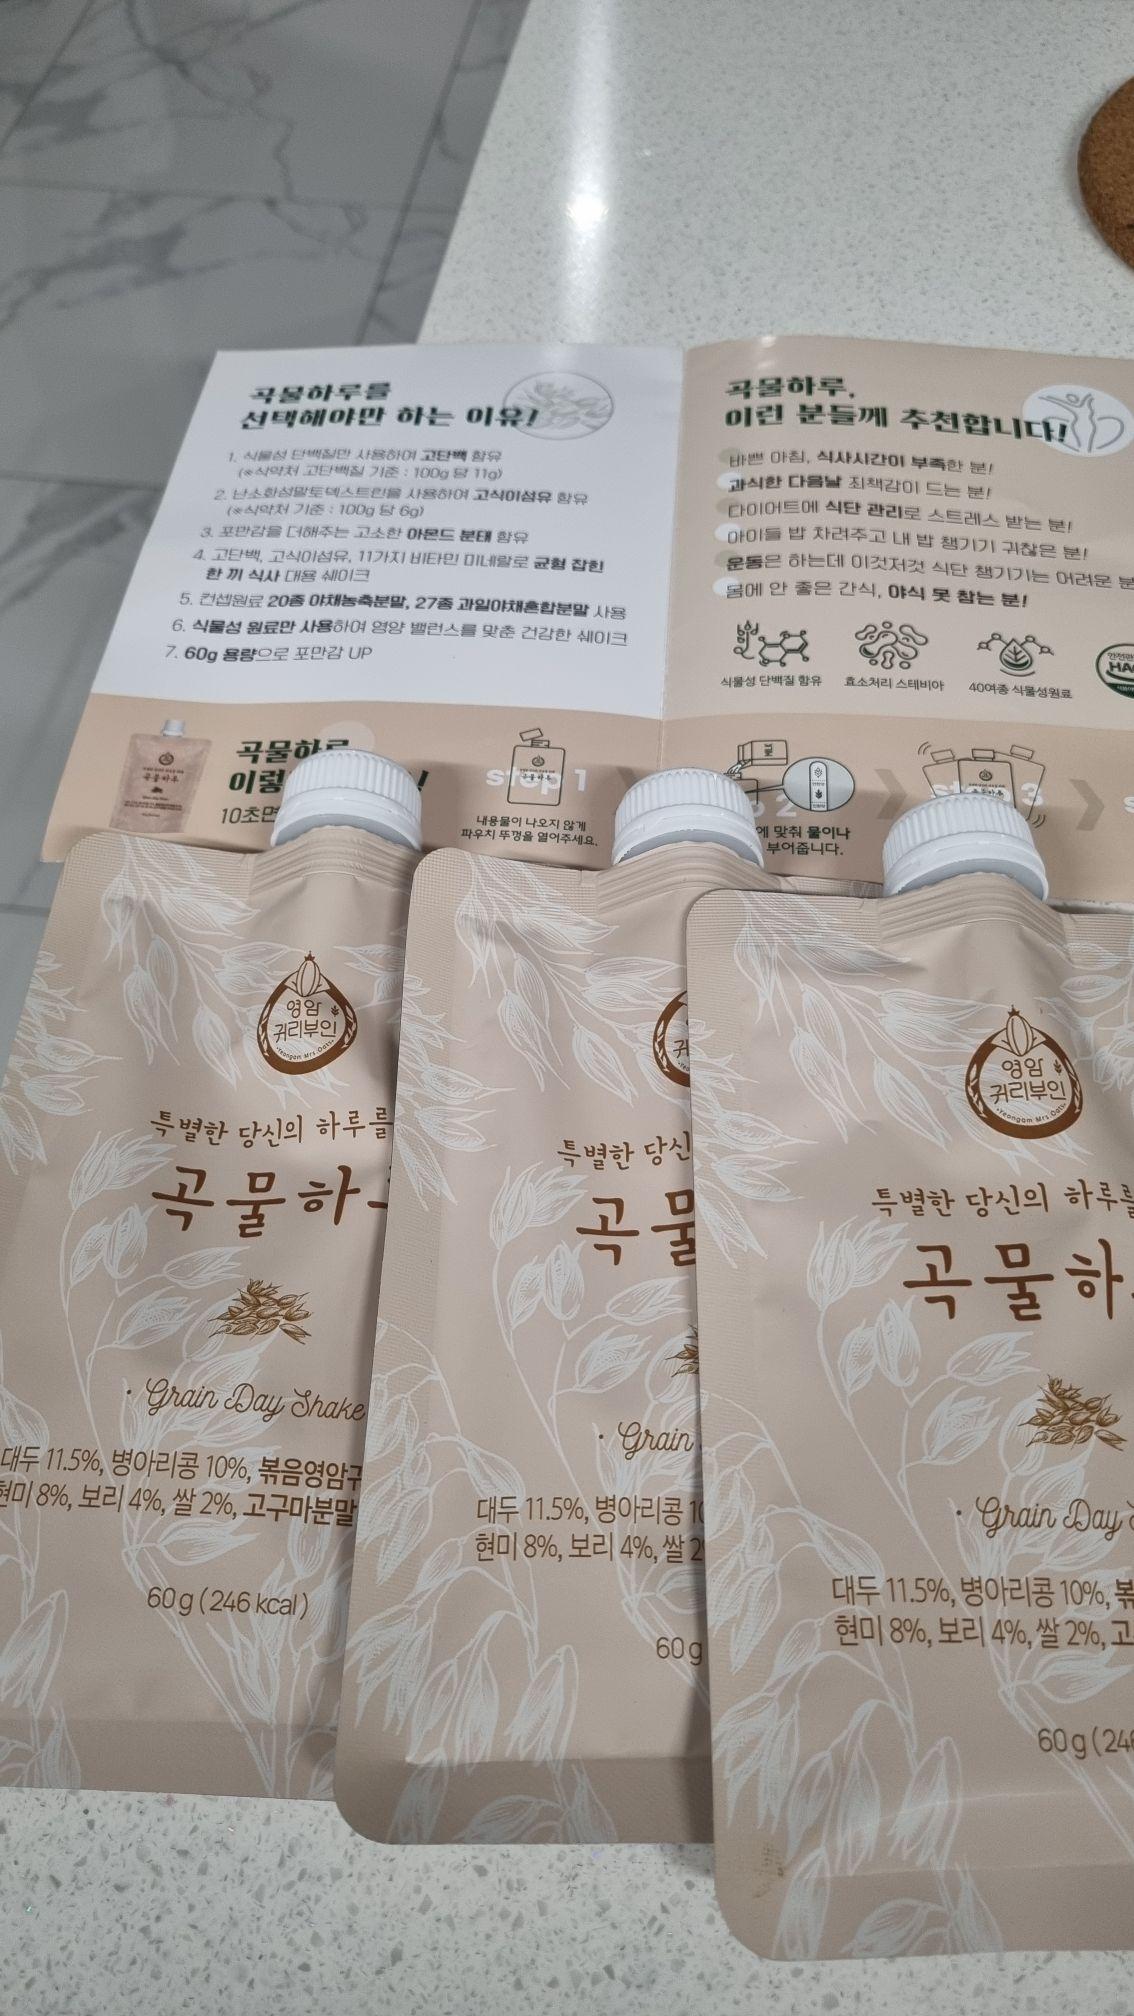 곡물하루를
선택해야만 하는 이유!
1. 식물성 단백질만 사용하여 고단백 함유
(※식약처 고단백질 기준 : 100g 당 11g)
2. 난소화성말토덱스트린을 사용하여 고식이섬유 함유
(※식약처 기준 : 100g 당 6g)
3. 포만감을 더해주는 고소한 아몬드 분태 함유
4. 고단백, 고식이섬유, 11가지 비타민 미네랄로 균형 잡힌
한 끼 식사 대용 쉐이크
5. 컨셉원료 20종 야채농축분말, 27종 과일야채혼합분말 사용
6. 식물성 원료만 사용하여 영양 밸런스를 맞춘 건강한 쉐이크
7. 60g 용량으로 포만감 UP
곡물하루,
이런 분들께 추천합니다!
바쁜 아침, 식사시간이 부족한 분!
과식한 다음날 죄책감이 드는 분!
다이어트에 식단 관리로 스트레스 받는 분!
아이들 밥 차려주고 내 밥 챙기기 귀찮은 분!
운동은 하는데 이것저것 식단 챙기기는 어려운 분
몸에 안 좋은 간식, 야식 못 참는 분!
식물성 단백질 함유
효소처리 스테비아
40여종 식물성원료
곡물하루
이렇
10초면
step 1
내용물이 나오지 않게
파우치 뚜껑을 열어주세요.
2
에 맞춰 물이나
부어줍니다.
3
영암
귀리부인
Yeongam Mrs.Oats
특별한 당신의 하루를
곡물하
Grain Day Shake
대두 11.5%, 병아리콩 10%, 볶음영암귀
현미 8%, 보리 4%, 쌀 2%, 고구마분말
60g (246 kcal)
특별한 당신
곡물
Grain
대두 11.5%, 병아리콩 10
현미 8%, 보리 4%, 쌀 2
60g
영암
귀리부인
Yeongam Mrs.Oats
특별한 당신의 하루를
곡물하
Grain Day
대두 11.5%, 병아리콩 10%, 볶
현미 8%, 보리 4%, 쌀 2%, 고
60g (246